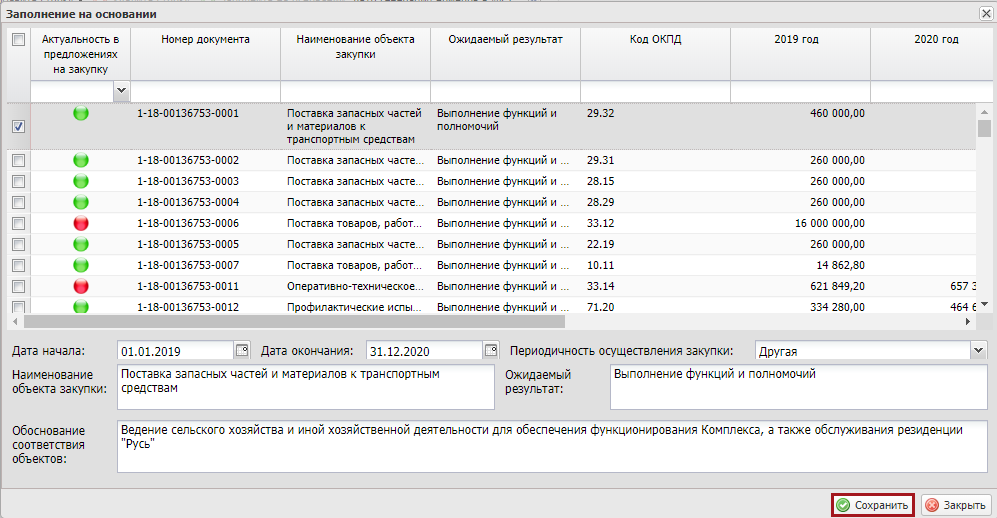 Заполнение на основании
Актуальность в предложениях на закупку Номер документа Наименование объекта закупки Ожидаемый результат Код ОКПД 2019 год 2020 год
1-18-00136753-0001 Поставка запасных частей и материалов к транспортным средствам Выполнение функций и полномочий 29.32 460 000,00
1-18-00136753-0002 Поставка запасных часте... Выполнение функций и ... 29.31 260 000,00
1-18-00136753-0003 Поставка запасных часте... Выполнение функций и ... 28.15 260 000,00
1-18-00136753-0004 Поставка запасных часте... Выполнение функций и ... 28.29 260 000,00
1-18-00136753-0006 Поставка товаров, работ... Выполнение функций и ... 33.12 16 000 000,00
1-18-00136753-0005 Поставка запасных часте... Выполнение функций и ... 22.19 260 000,00
1-18-00136753-0007 Поставка товаров, работ... Выполнение функций и ... 10.11 14 862,80
1-18-00136753-0011 Оперативно-техническое... Выполнение функций и ... 33.14 621 849,20 657 3
1-18-00136753-0012 Профилактические испы... Выполнение функций и ... 71.20 334 280,00 464 6
Дата начала: 01.01.2019 Дата окончания: 31.12.2020 Периодичность осуществления закупки: Другая
Наименование объекта закупки: Поставка запасных частей и материалов к транспортным средствам
Ожидаемый результат: Выполнение функций и полномочий
Обоснование соответствия объектов: Ведение сельского хозяйства и иной хозяйственной деятельности для обеспечения функционирования Комплекса, а также обслуживания резиденции "Русь"
Сохранить Закрыть